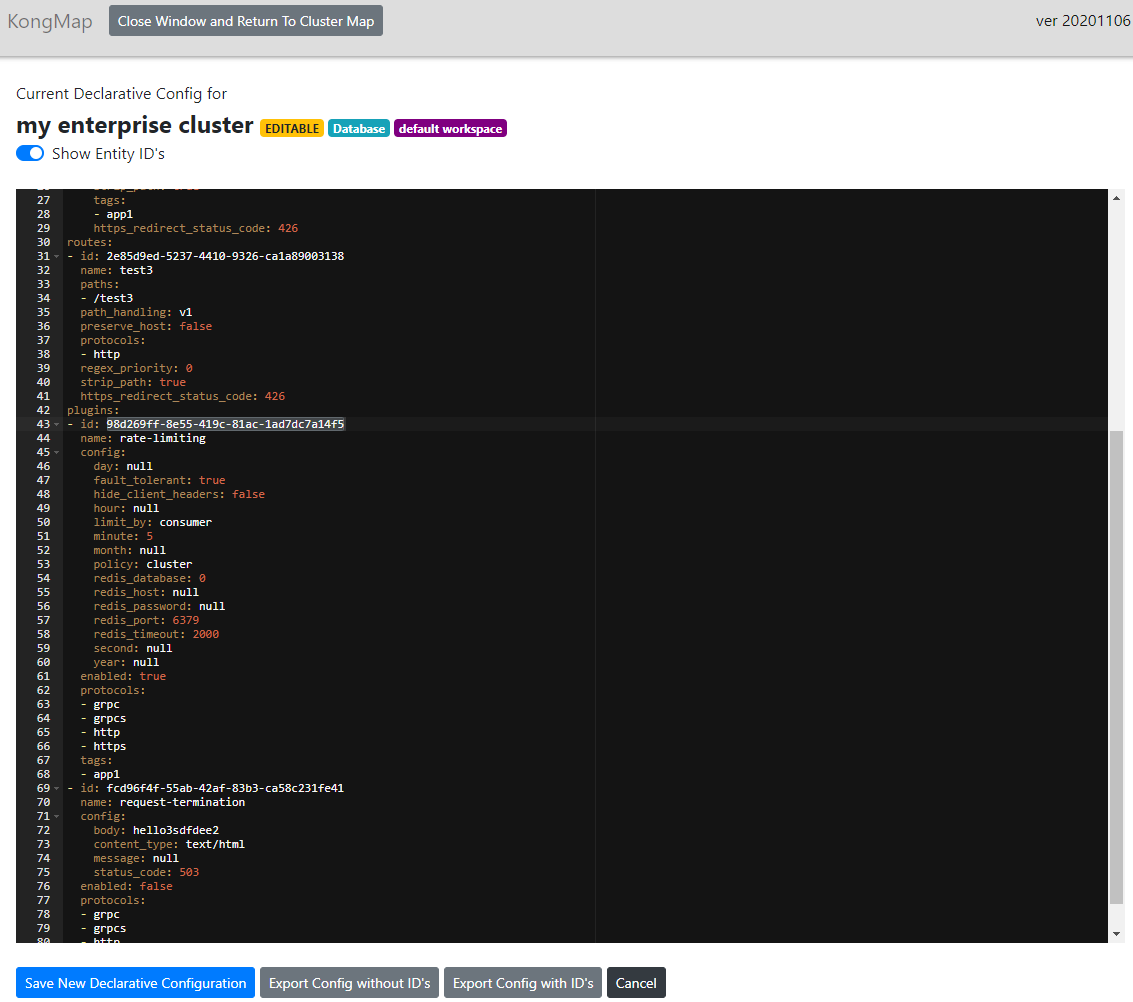 KongMap Close Window and Return To Cluster Map ver 20201106
Current Declarative Config for
my enterprise cluster EDITABLE Database default workspace
Show Entity ID's
26 strip_path: true
27 tags:
28 - app1
29 https_redirect_status_code: 426
30 routes:
31 - id: 2e85d9ed-5237-4410-9326-ca1a89003138
32 name: test3
33 paths:
34 - /test3
35 path_handling: v1
36 preserve_host: false
37 protocols:
38 - http
39 regex_priority: 0
40 strip_path: true
41 https_redirect_status_code: 426
42 plugins:
43 - id: 98d269ff-8e55-419c-81ac-1ad7dc7a14f5
44 name: rate-limiting
45 config:
46 day: null
47 fault_tolerant: true
48 hide_client_headers: false
49 hour: null
50 limit_by: consumer
51 minute: 5
52 month: null
53 policy: cluster
54 redis_database: 0
55 redis_host: null
56 redis_password: null
57 redis_port: 6379
58 redis_timeout: 2000
59 second: null
60 year: null
61 enabled: true
62 protocols:
63 - grpc
64 - grpcs
65 - http
66 - https
67 tags:
68 - app1
69 - id: fcd96f4f-55ab-42af-83b3-ca58c231fe41
70 name: request-termination
71 config:
72 body: hello3sdfdee2
73 content_type: text/html
74 message: null
75 status_code: 503
76 enabled: false
77 protocols:
78 - grpc
79 - grpcs
80 - http
Save New Declarative Configuration Export Config without ID's Export Config with ID's Cancel